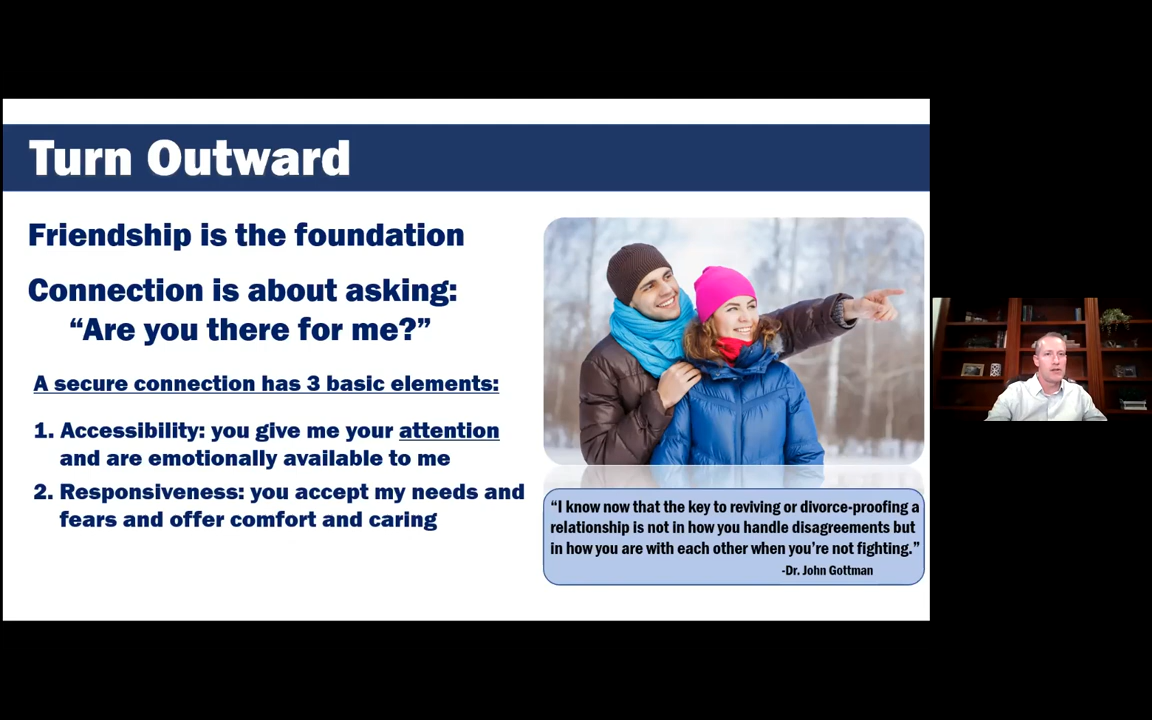 Turn Outward
Friendship is the foundation
Connection is about asking:
“Are you there for me?”
A secure connection has 3 basic elements:
1. Accessibility: you give me your attention
and are emotionally available to me
2. Responsiveness: you accept my needs and
fears and offer comfort and caring
“I know now that the key to reviving or divorce-proofing a
relationship is not in how you handle disagreements but
in how you are with each other when you’re not fighting.”
-Dr. John Gottman